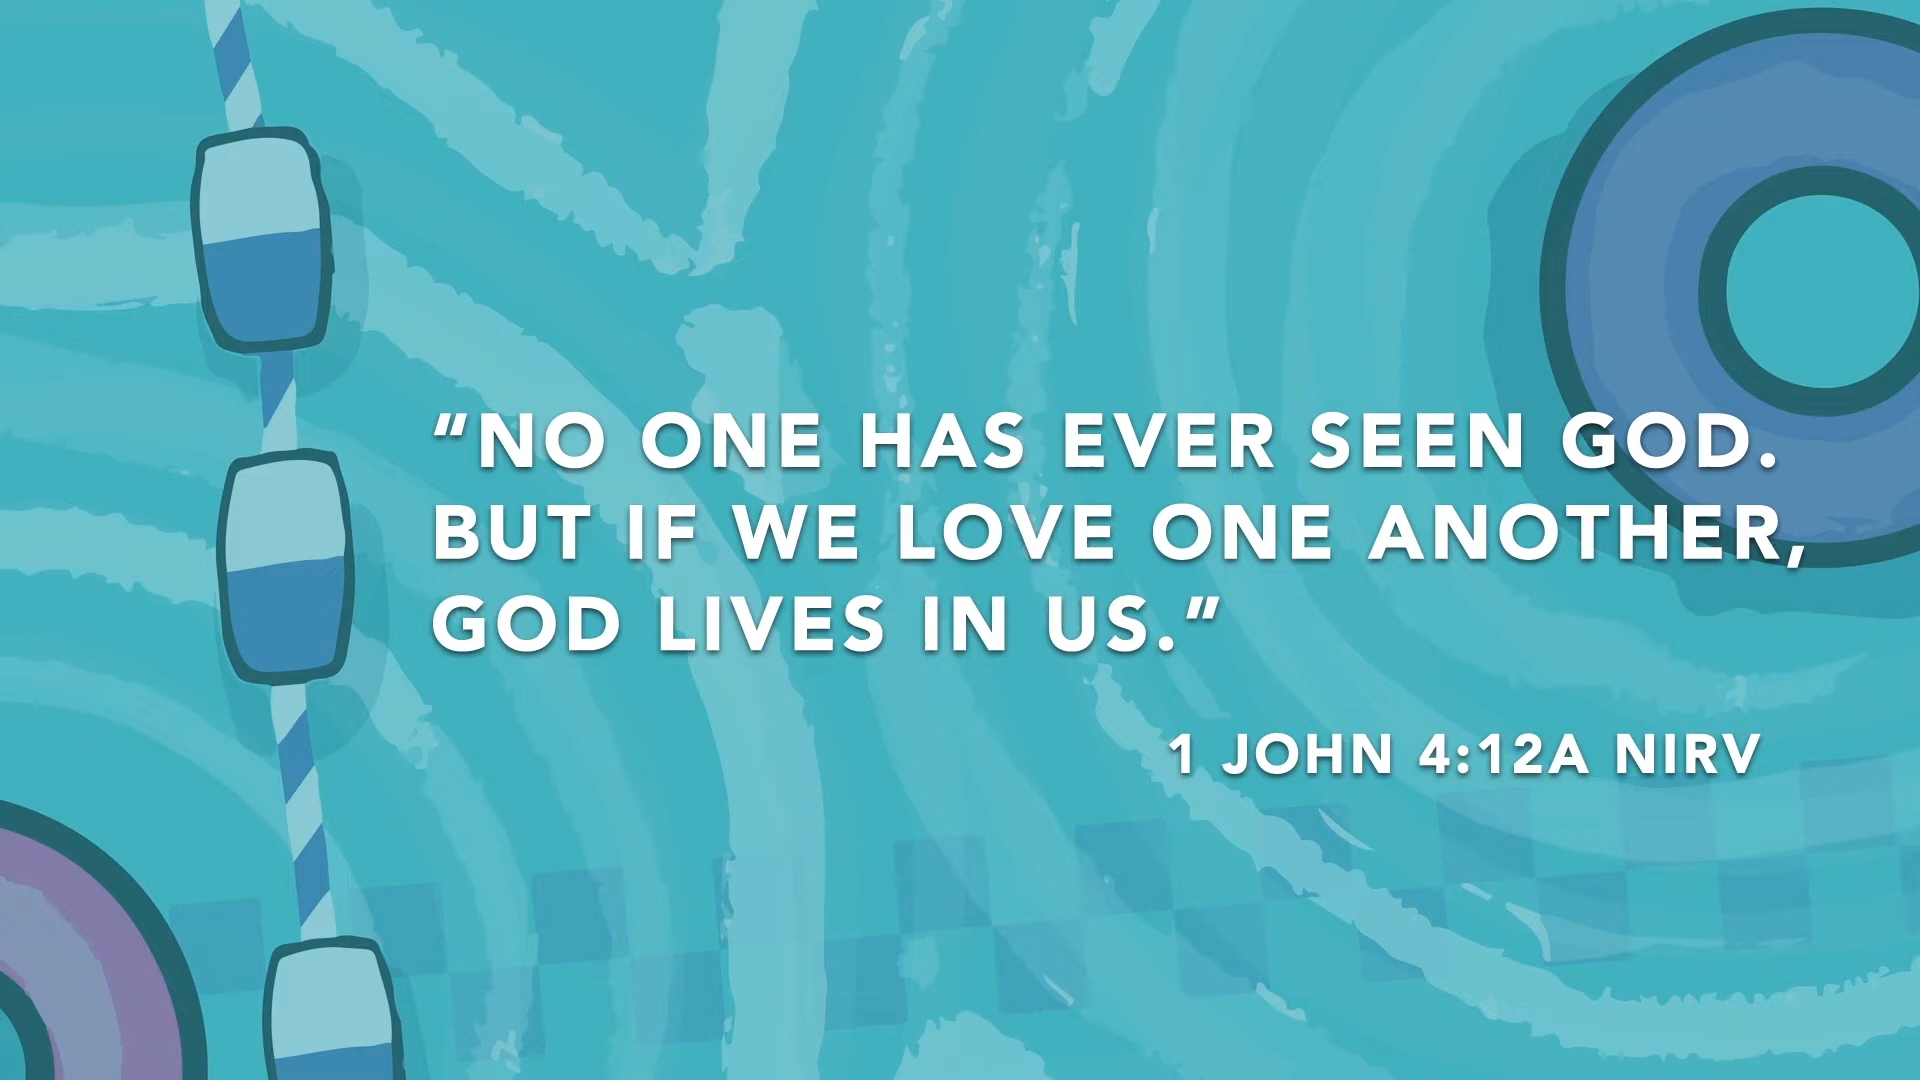 “NO ONE HAS EVER SEEN GOD.
BUT IF WE LOVE ONE ANOTHER,
GOD LIVES IN US.”
1 JOHN 4:12A NIRV